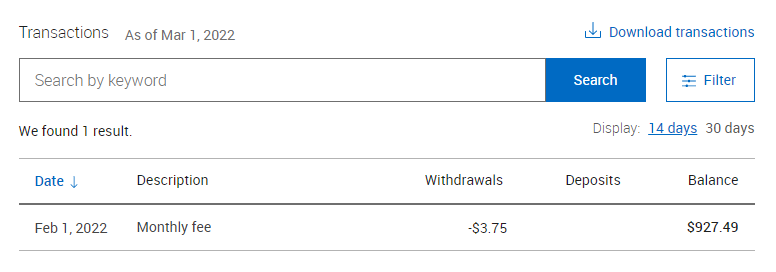 Transactions As of Mar 1, 2022 Download transactions
Search by keyword Search Filter
We found 1 result. Display: 14 days 30 days
Date Description Withdrawals Deposits Balance
Feb 1, 2022 Monthly fee -$3.75 $927.49